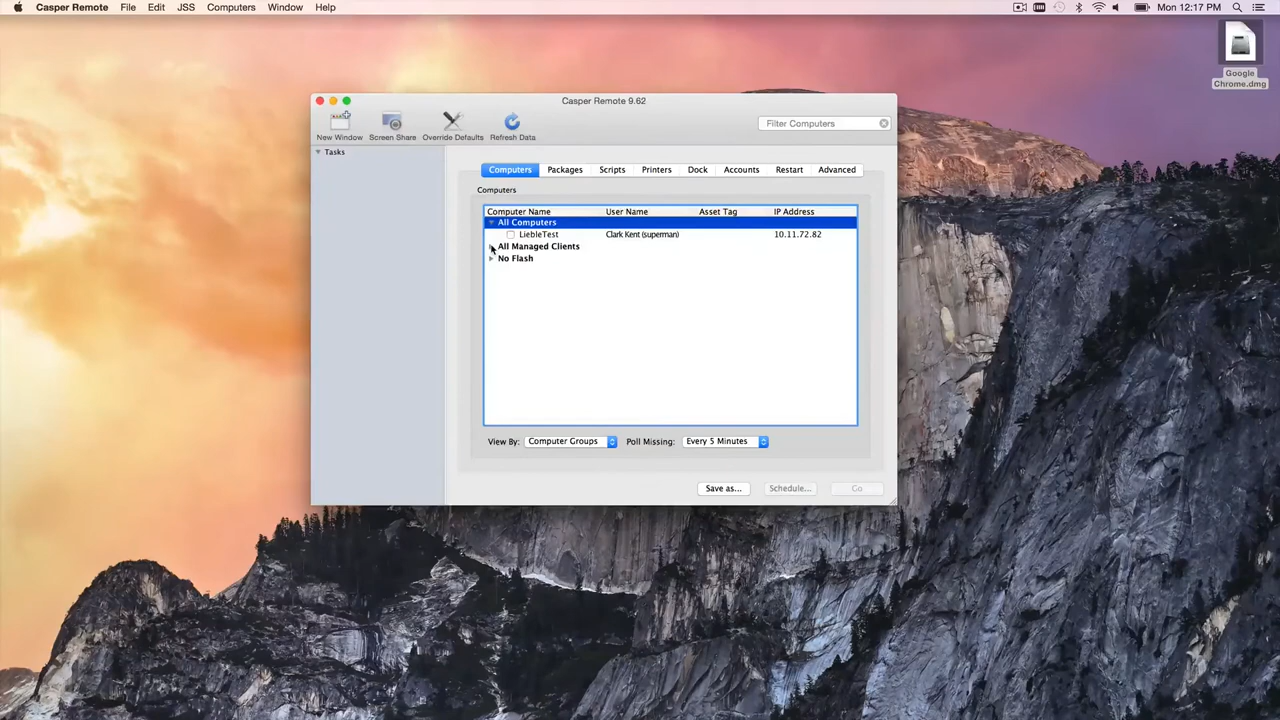 Casper Remote File Edit JSS Computers Window Help Mon 12:17 PM
Google
Chrome.dmg
Casper Remote 9.62
New Window Screen Share Override Defaults Refresh Data Filter Computers
Tasks
Computers Packages Scripts Printers Dock Accounts Restart Advanced
Computers
Computer Name User Name Asset Tag IP Address
All Computers
LiebleTest Clark Kent (superman) 10.11.72.82
All Managed Clients
No Flash
View By: Computer Groups Poll Missing: Every 5 Minutes
Save as... Schedule... Go